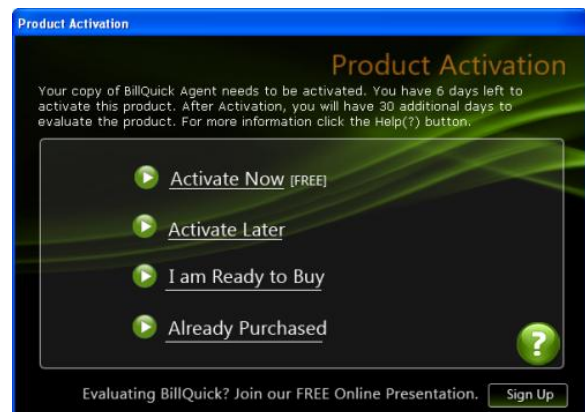 Product Activation
Product Activation
Your copy of BillQuick Agent needs to be activated. You have 6 days left to
activate this product. After Activation, you will have 30 additional days to
evaluate the product. For more information click the Help(?) button.
Activate Now [FREE]
Activate Later
I am Ready to Buy
Already Purchased
?
Evaluating BillQuick? Join our FREE Online Presentation. Sign Up